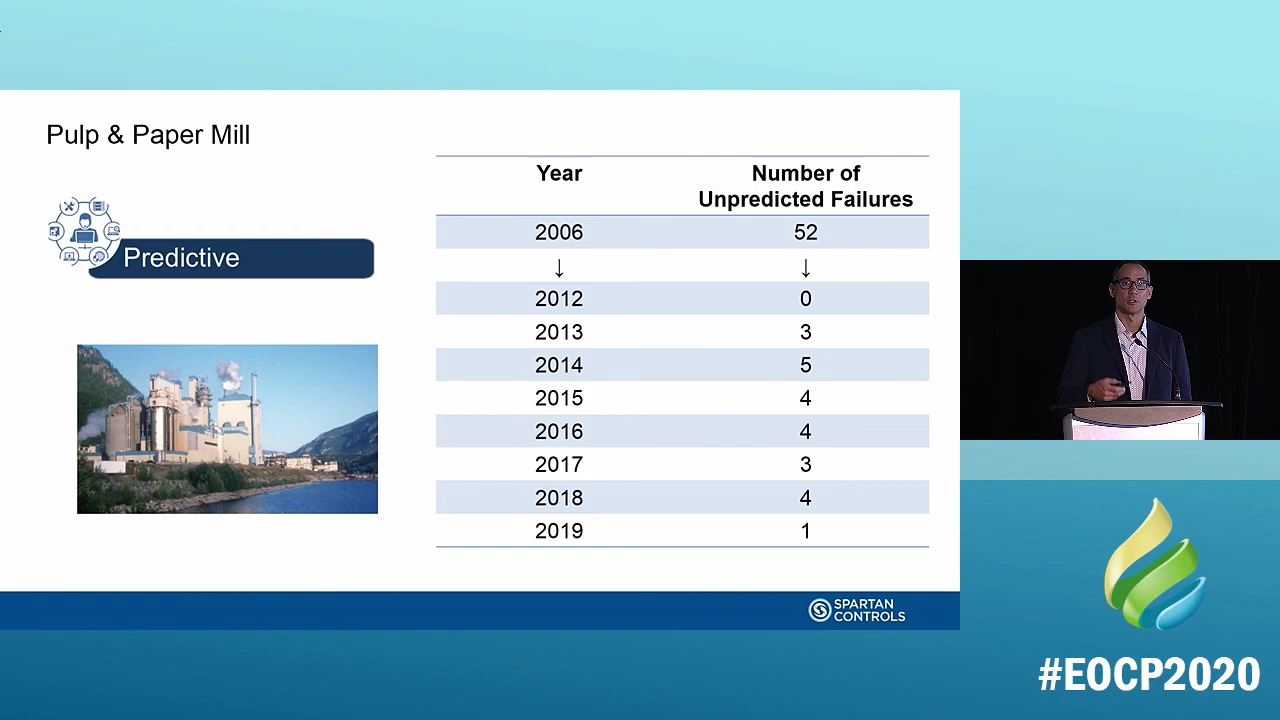 Pulp & Paper Mill
Predictive
Year Number of
Unpredicted Failures
2006 52
↓ ↓
2012 0
2013 3
2014 5
2015 4
2016 4
2017 3
2018 4
2019 1
SPARTAN
CONTROLS
#EOCP2020